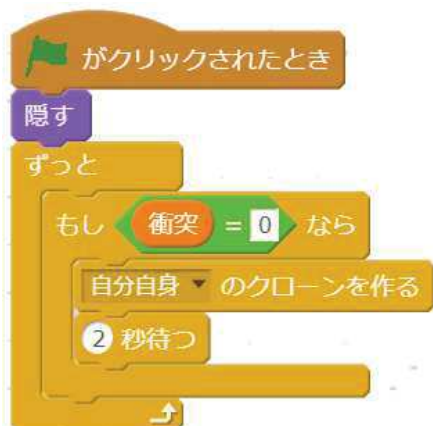 がクリックされたとき
隠す
ずっと
もし 衝突 = 0 なら
自分自身 のクローンを作る
2 秒待つ